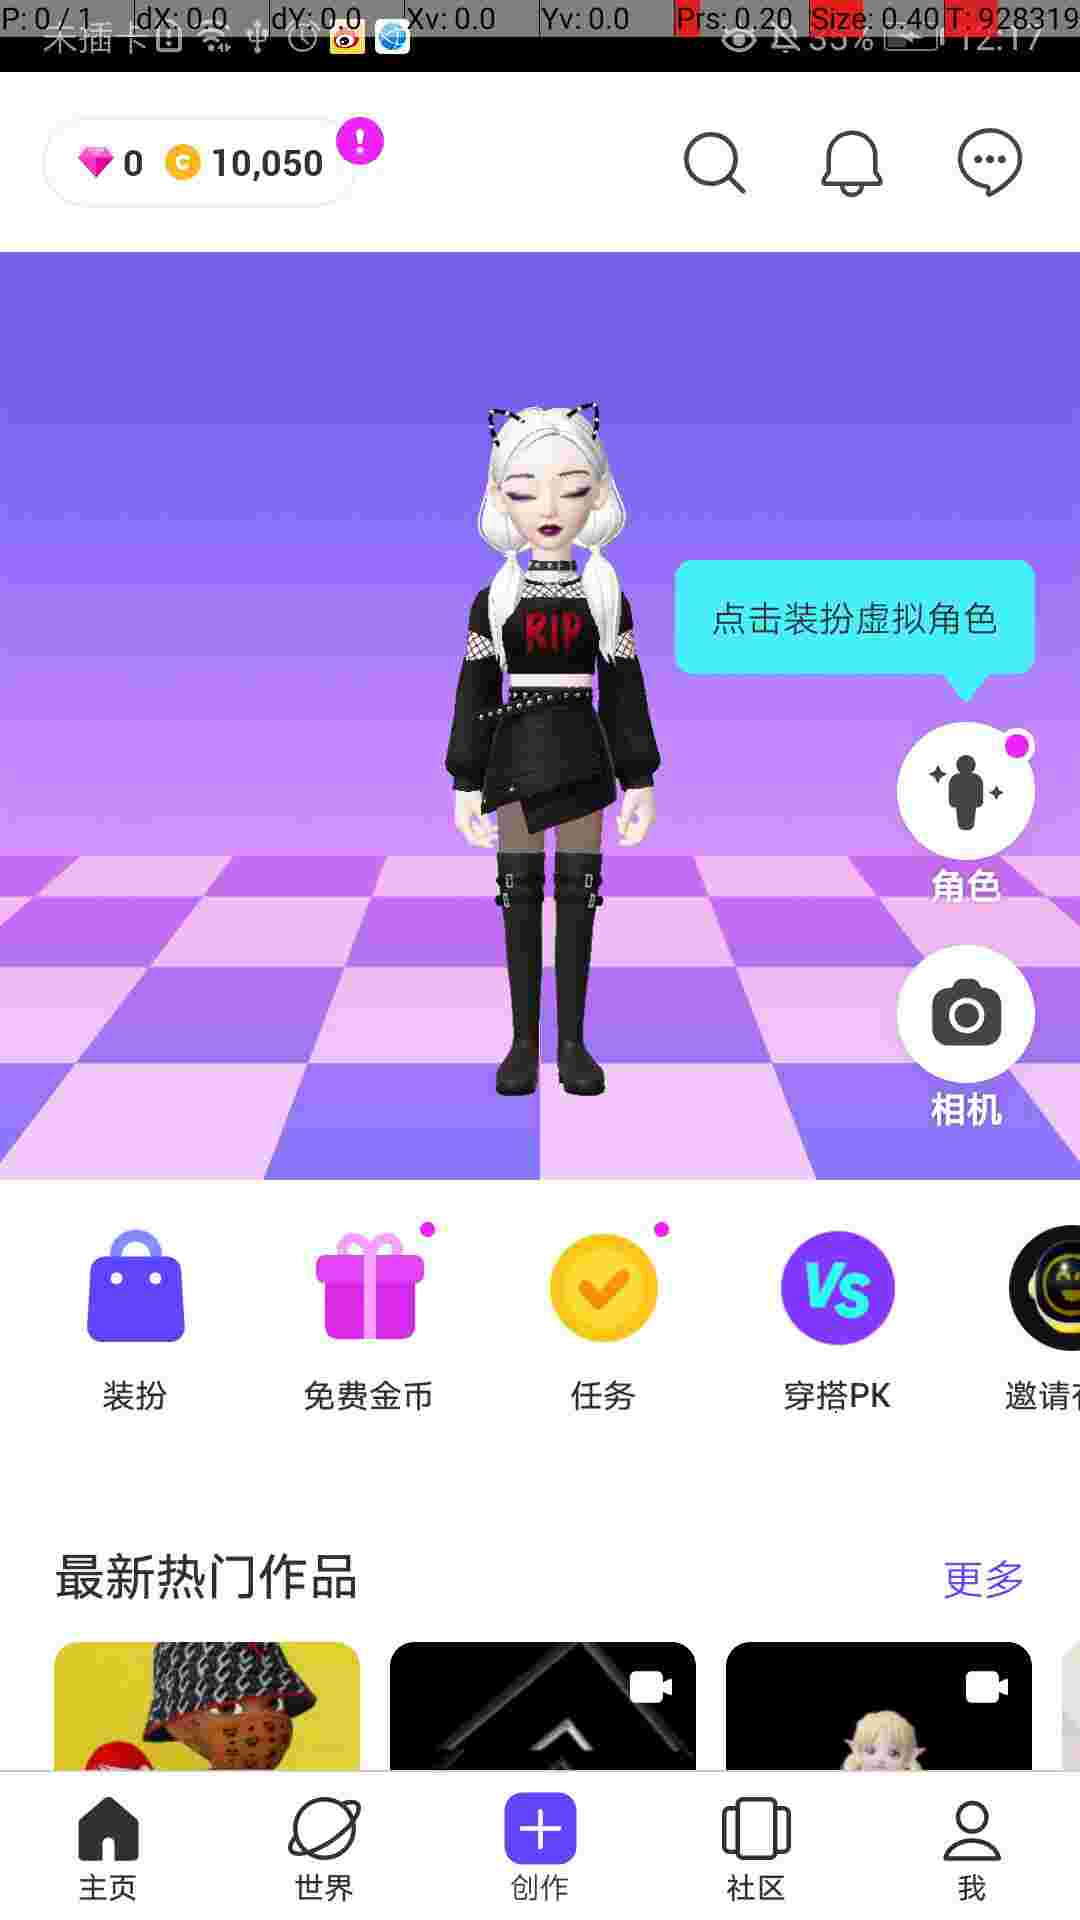 P: 0 / 1 dX: 0.0 dY: 0.0 Xv: 0.0 Yv: 0.0 Prs: 0.20 Size: 0.40 T: 928319
未插卡 35% 12:17
0 C 10,050 !
RIP
点击装扮虚拟角色
角色
相机
VS
装扮 免费金币 任务 穿搭PK 邀请
最新热门作品 更多
主页 世界 创作 社区 我